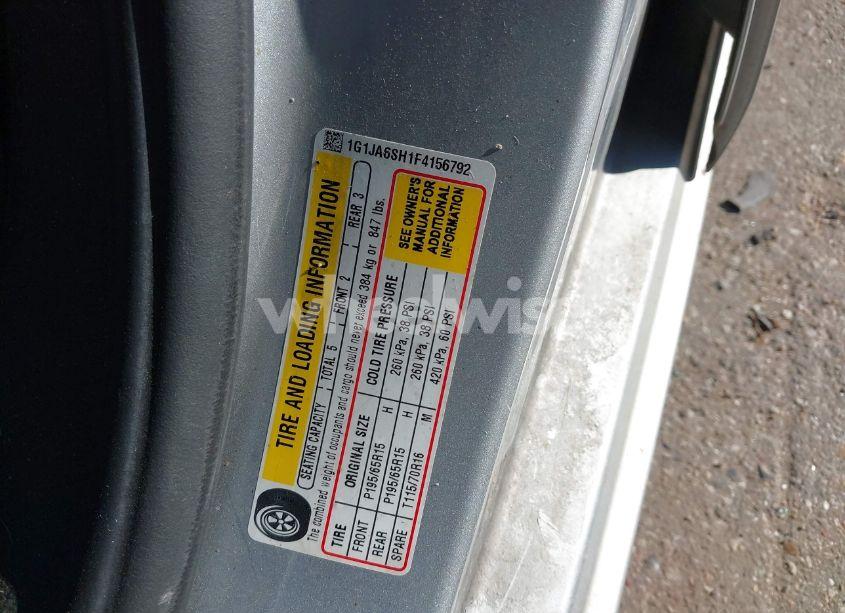 1G1JA6SH1F4156792
TIRE AND LOADING INFORMATION
SEATING CAPACITY TOTAL 5 FRONT 2 REAR 3
The combined weight of occupants and cargo should never exceed 384 kg or 847 lbs.
TIRE ORIGINAL SIZE COLD TIRE PRESSURE
FRONT P195/65R15 H 260 kPa, 38 PSI
REAR P195/65R15 H 260 kPa, 38 PSI
SPARE T115/70R16 M 420 kPa, 60 PSI
SEE OWNER'S
MANUAL FOR
ADDITIONAL
INFORMATION